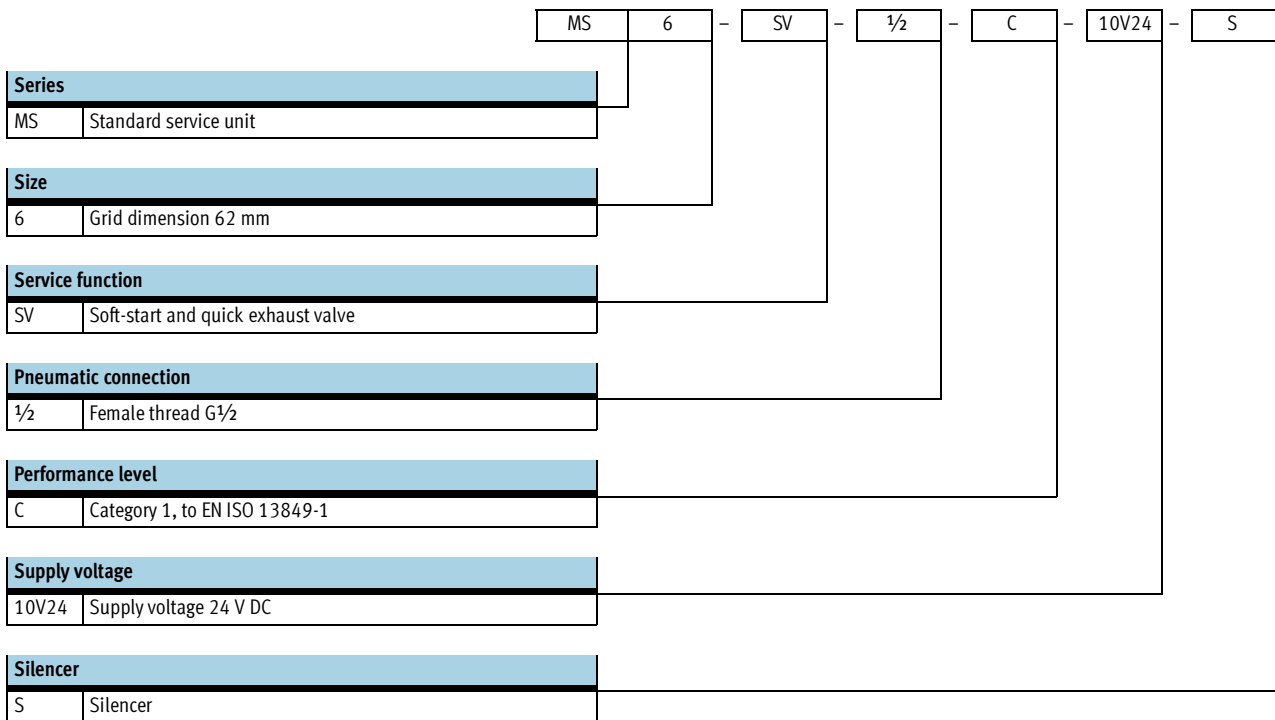 MS 6 – SV – ½ – C – 10V24 – S
Series
MS Standard service unit
Size
6 Grid dimension 62 mm
Service function
SV Soft-start and quick exhaust valve
Pneumatic connection
½ Female thread G½
Performance level
C Category 1, to EN ISO 13849-1
Supply voltage
10V24 Supply voltage 24 V DC
Silencer
S Silencer